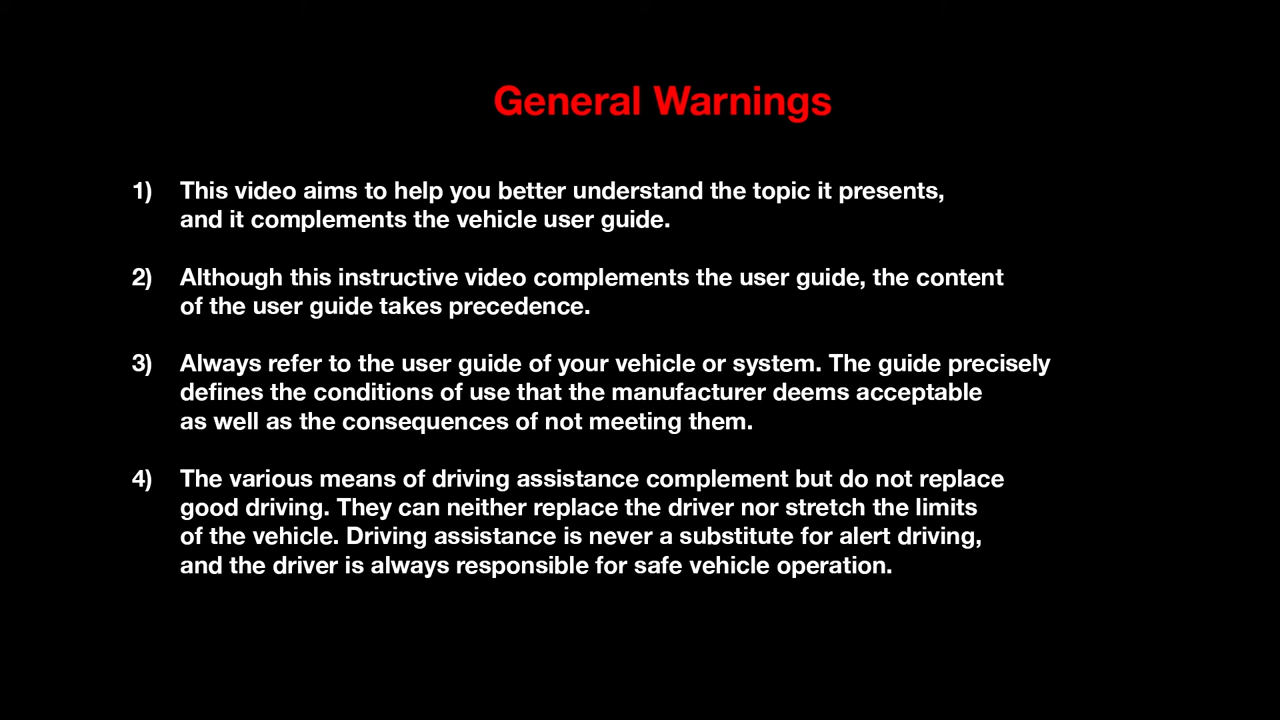 General Warnings
1) This video aims to help you better understand the topic it presents,
and it complements the vehicle user guide.
2) Although this instructive video complements the user guide, the content
of the user guide takes precedence.
3) Always refer to the user guide of your vehicle or system. The guide precisely
defines the conditions of use that the manufacturer deems acceptable
as well as the consequences of not meeting them.
4) The various means of driving assistance complement but do not replace
good driving. They can neither replace the driver nor stretch the limits
of the vehicle. Driving assistance is never a substitute for alert driving,
and the driver is always responsible for safe vehicle operation.